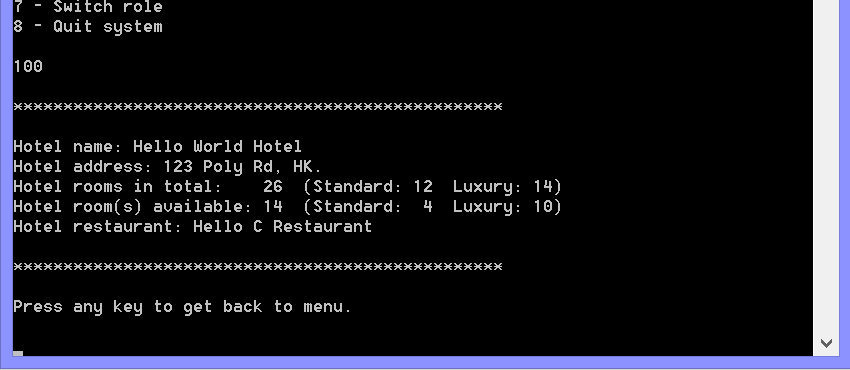 7 - Switch role
8 - Quit system
100
*************************************************
Hotel name: Hello World Hotel
Hotel address: 123 Poly Rd, HK.
Hotel rooms in total:    26  (Standard: 12  Luxury: 14)
Hotel room(s) available: 14  (Standard:  4  Luxury: 10)
Hotel restaurant: Hello C Restaurant
*************************************************
Press any key to get back to menu.